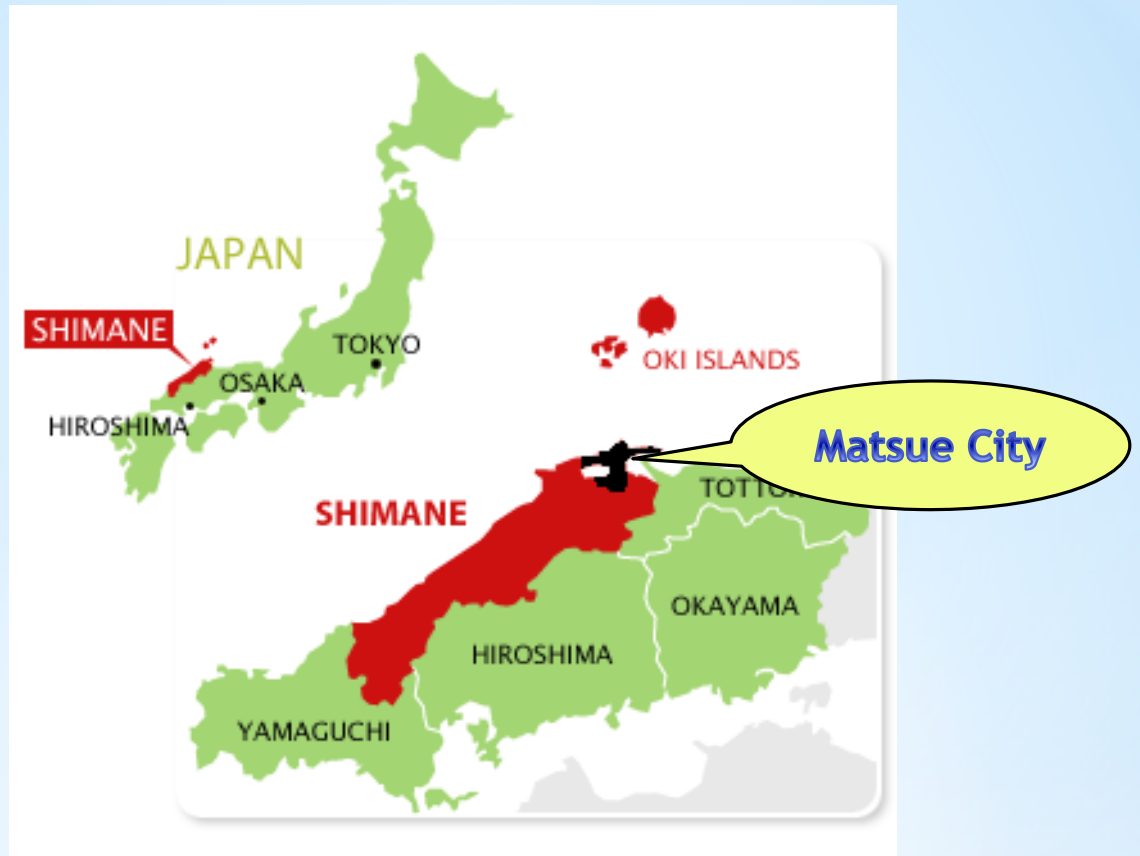 JAPAN
SHIMANE
TOKYO
OSAKA
HIROSHIMA
OKI ISLANDS
Matsue City
SHIMANE
OKAYAMA
HIROSHIMA
YAMAGUCHI